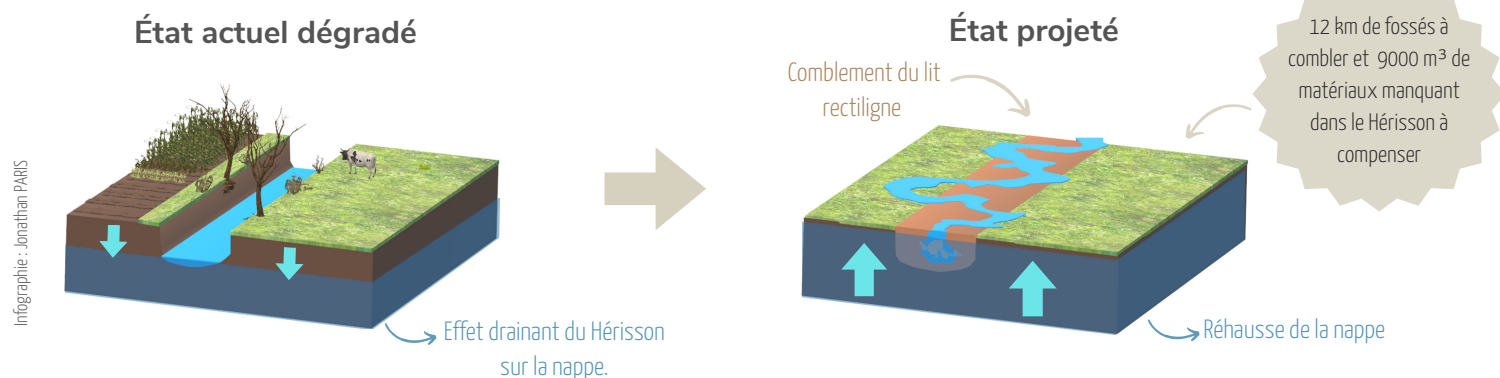 État actuel dégradé
Infographie : Jonathan PARIS
Effet drainant du Hérisson
sur la nappe.
État projeté
Comblement du lit
rectiligne
12 km de fossés à
combler et 9000 m³ de
matériaux manquant
dans le Hérisson à
compenser
Réhausse de la nappe